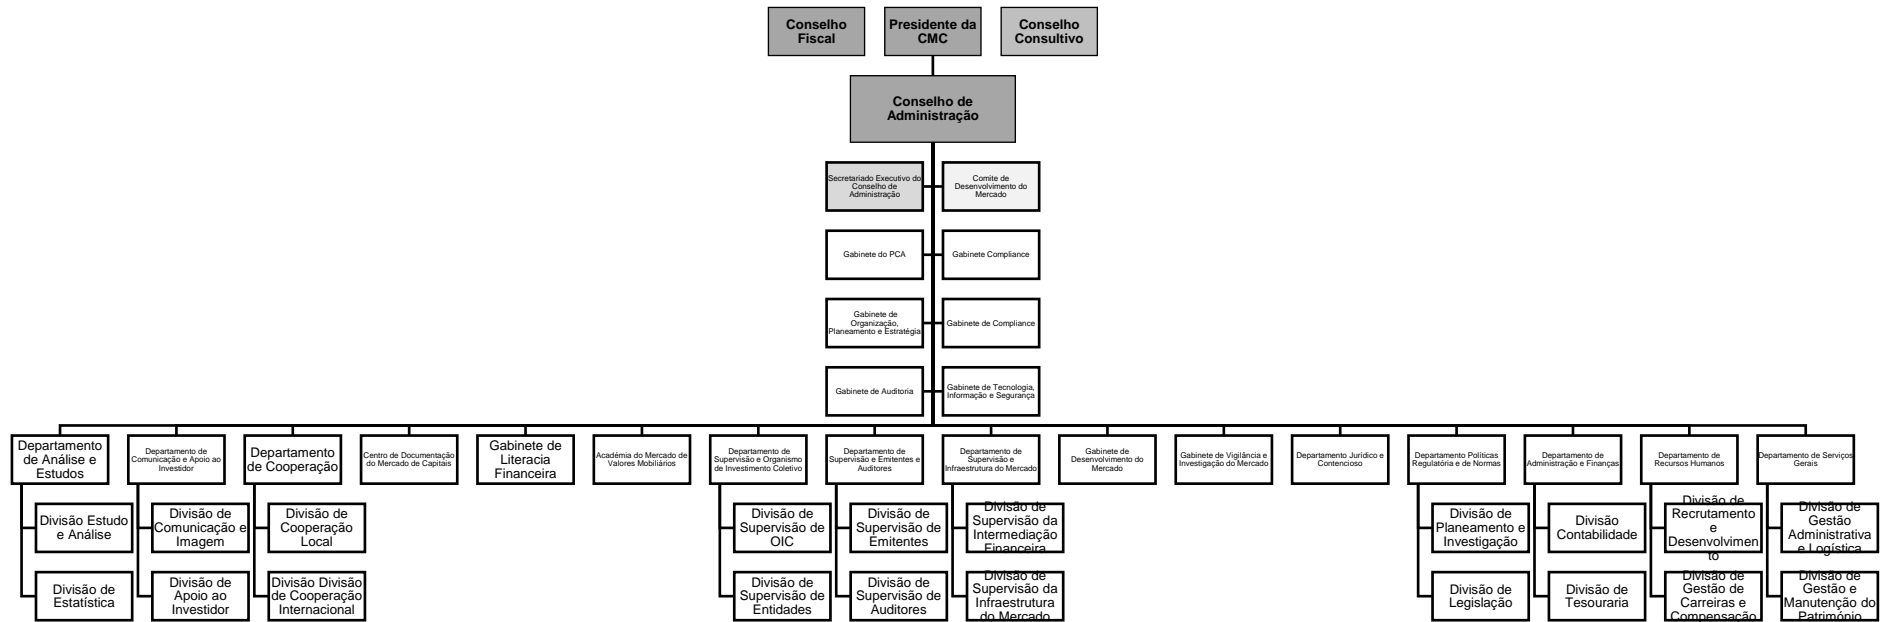 Conselho
Fiscal
Presidente da
CMC
Conselho
Consultivo
Conselho de
Administração
Secretariado Executivo do
Conselho de
Administração
Comite de
Desenvolvimento do
Mercado
Gabinete do PCA
Gabinete Compliance
Gabinete de
Organização,
Planeamento e Estratégia
Gabinete de Compliance
Gabinete de Auditoria
Gabinete de Tecnologia,
Informação e Segurança
Departamento
de Análise e
Estudos
Departamento de
Comunicação e Apoio ao
Investidor
Departamento
de Cooperação
Centro de Documentação
do Mercado de Capitais
Gabinete de
Literacia
Financeira
Académia do Mercado de
Valores Mobiliários
Departamento de
Supervisão e Organismo
de Investimento Coletivo
Departamento de
Supervisão e Emitentes e
Auditores
Departamento de
Supervisão e
Infraestrutura do Mercado
Gabinete de
Desenvolvimento do
Mercado
Gabinete de Vigilância e
Investigação do Mercado
Departamento Jurídico e
Contencioso
Departamento Políticas
Regulatória e de Normas
Departamento de
Administração e Finanças
Departamento de
Recursos Humanos
Departamento de Serviços
Gerais
Divisão Estudo
e Análise
Divisão de
Comunicação e
Imagem
Divisão de
Cooperação
Local
Divisão de
Supervisão de
OIC
Divisão de
Supervisão de
Emitentes
Divisão de
Supervisão da
Intermediação
Financeira
Divisão de
Planeamento e
Investigação
Divisão
Contabilidade
Divisão de
Recrutamento
e
Desenvolvimen
to
Divisão de
Gestão
Administrativa
e Logística
Divisão de
Estatística
Divisão de
Apoio ao
Investidor
Divisão Divisão
de Cooperação
Internacional
Divisão de
Supervisão de
Entidades
Divisão de
Supervisão de
Auditores
Divisão de
Supervisão da
Infraestrutura
do Mercado
Divisão de
Legislação
Divisão de
Tesouraria
Divisão de
Gestão de
Carreiras e
Compensação
Divisão de
Gestão e
Manutenção do
Património